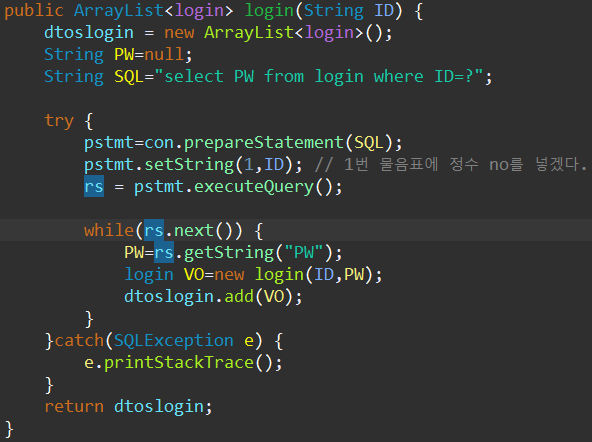 public ArrayList<login> login(String ID) {
dtoslogin = new ArrayList<login>();
String PW=null;
String SQL="select PW from login where ID=?";
try {
pstmt=con.prepareStatement(SQL);
pstmt.setString(1,ID); // 1번 물음표에 정수 no를 넣겠다.
rs = pstmt.executeQuery();
while(rs.next()) {
PW=rs.getString("PW");
login VO=new login(ID,PW);
dtoslogin.add(VO);
}
}catch(SQLException e) {
e.printStackTrace();
}
return dtoslogin;
}